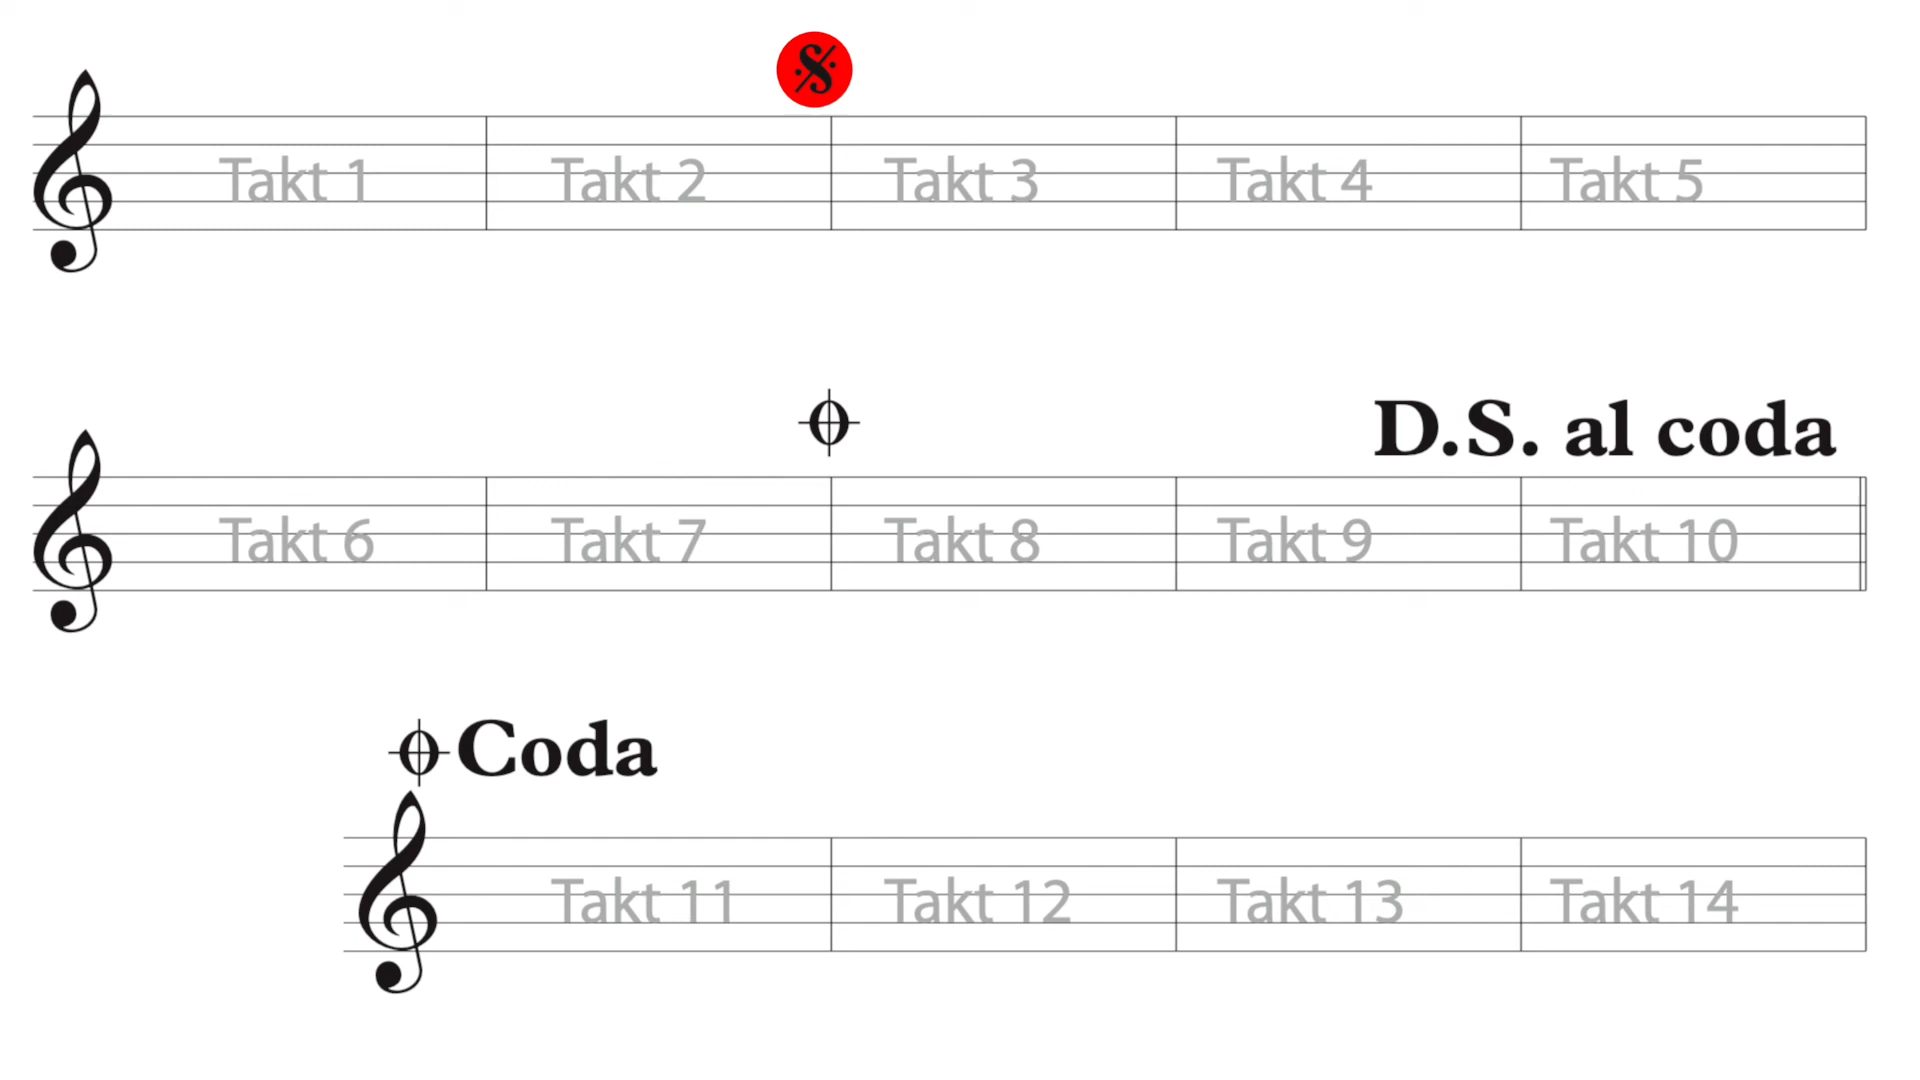 Takt 1 Takt 2 Takt 3 Takt 4 Takt 5
D.S. al coda
Takt 6 Takt 7 Takt 8 Takt 9 Takt 10
Coda
Takt 11 Takt 12 Takt 13 Takt 14